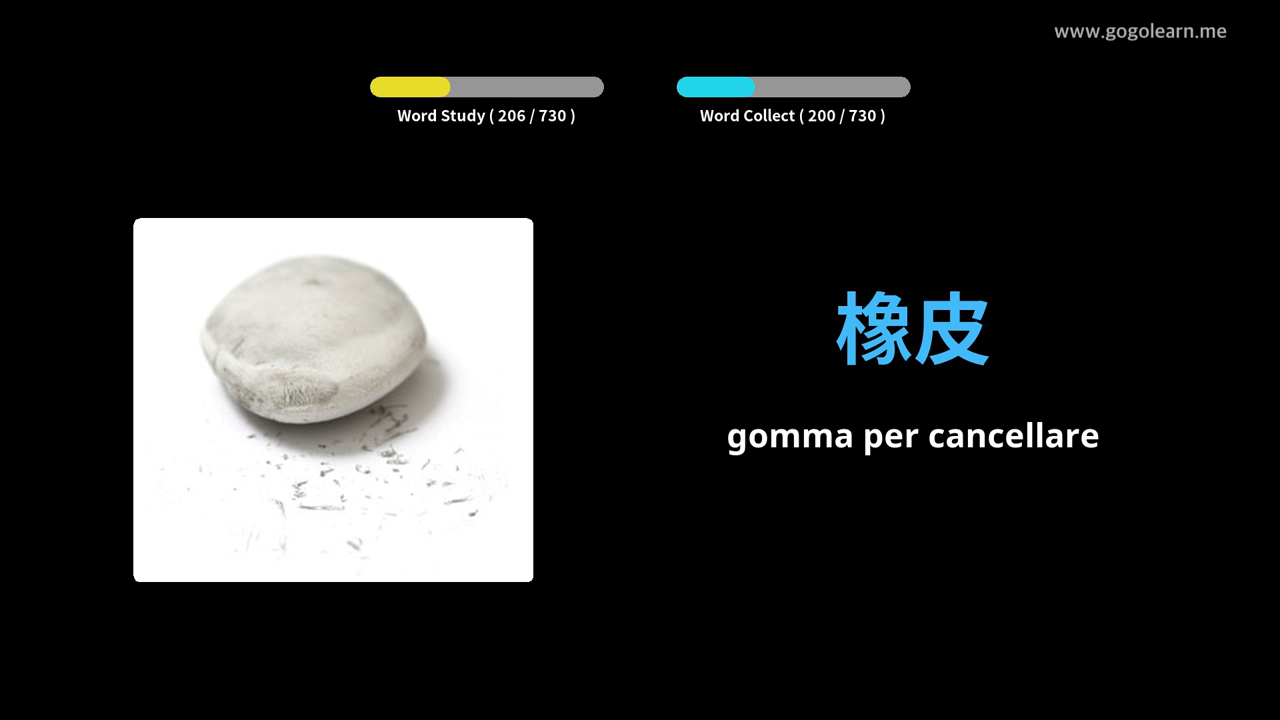 www.gogolearn.me
Word Study ( 206 / 730 )
Word Collect ( 200 / 730 )
橡皮
gomma per cancellare